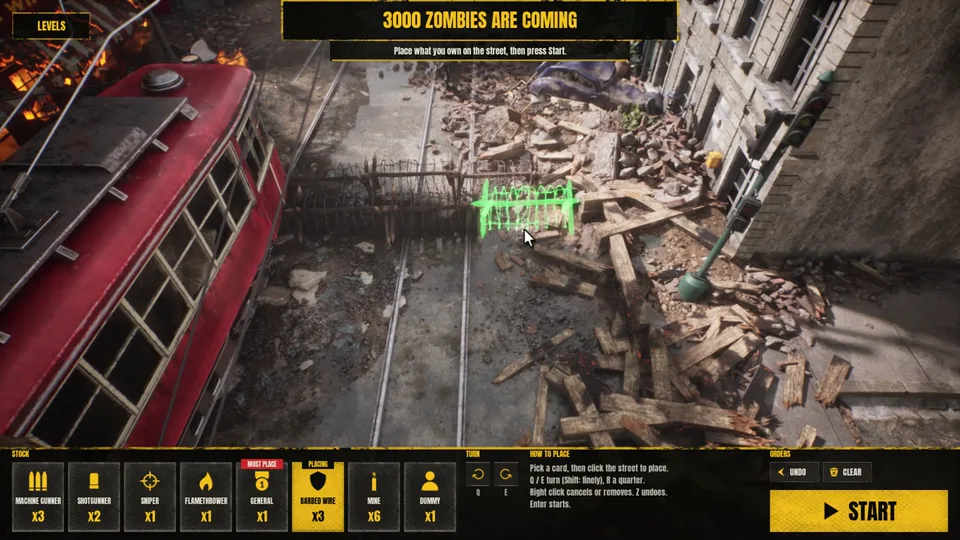 LEVELS
3000 ZOMBIES ARE COMING
Place what you own on the street, then press Start.
STOCK
MACHINE GUNNER
x3
SHOTGUNNER
x2
SNIPER
x1
FLAMETHROWER
x1
MUST PLACE
1
GENERAL
x1
PLACING
BARBED WIRE
x3
MINE
x6
DUMMY
x1
TURN
Q
E
HOW TO PLACE
Pick a card, then click the street to place.
Q / E turn (Shift: finely), R a quarter.
Right click cancels or removes. Z undoes.
Enter starts.
ORDERS
UNDO
CLEAR
START